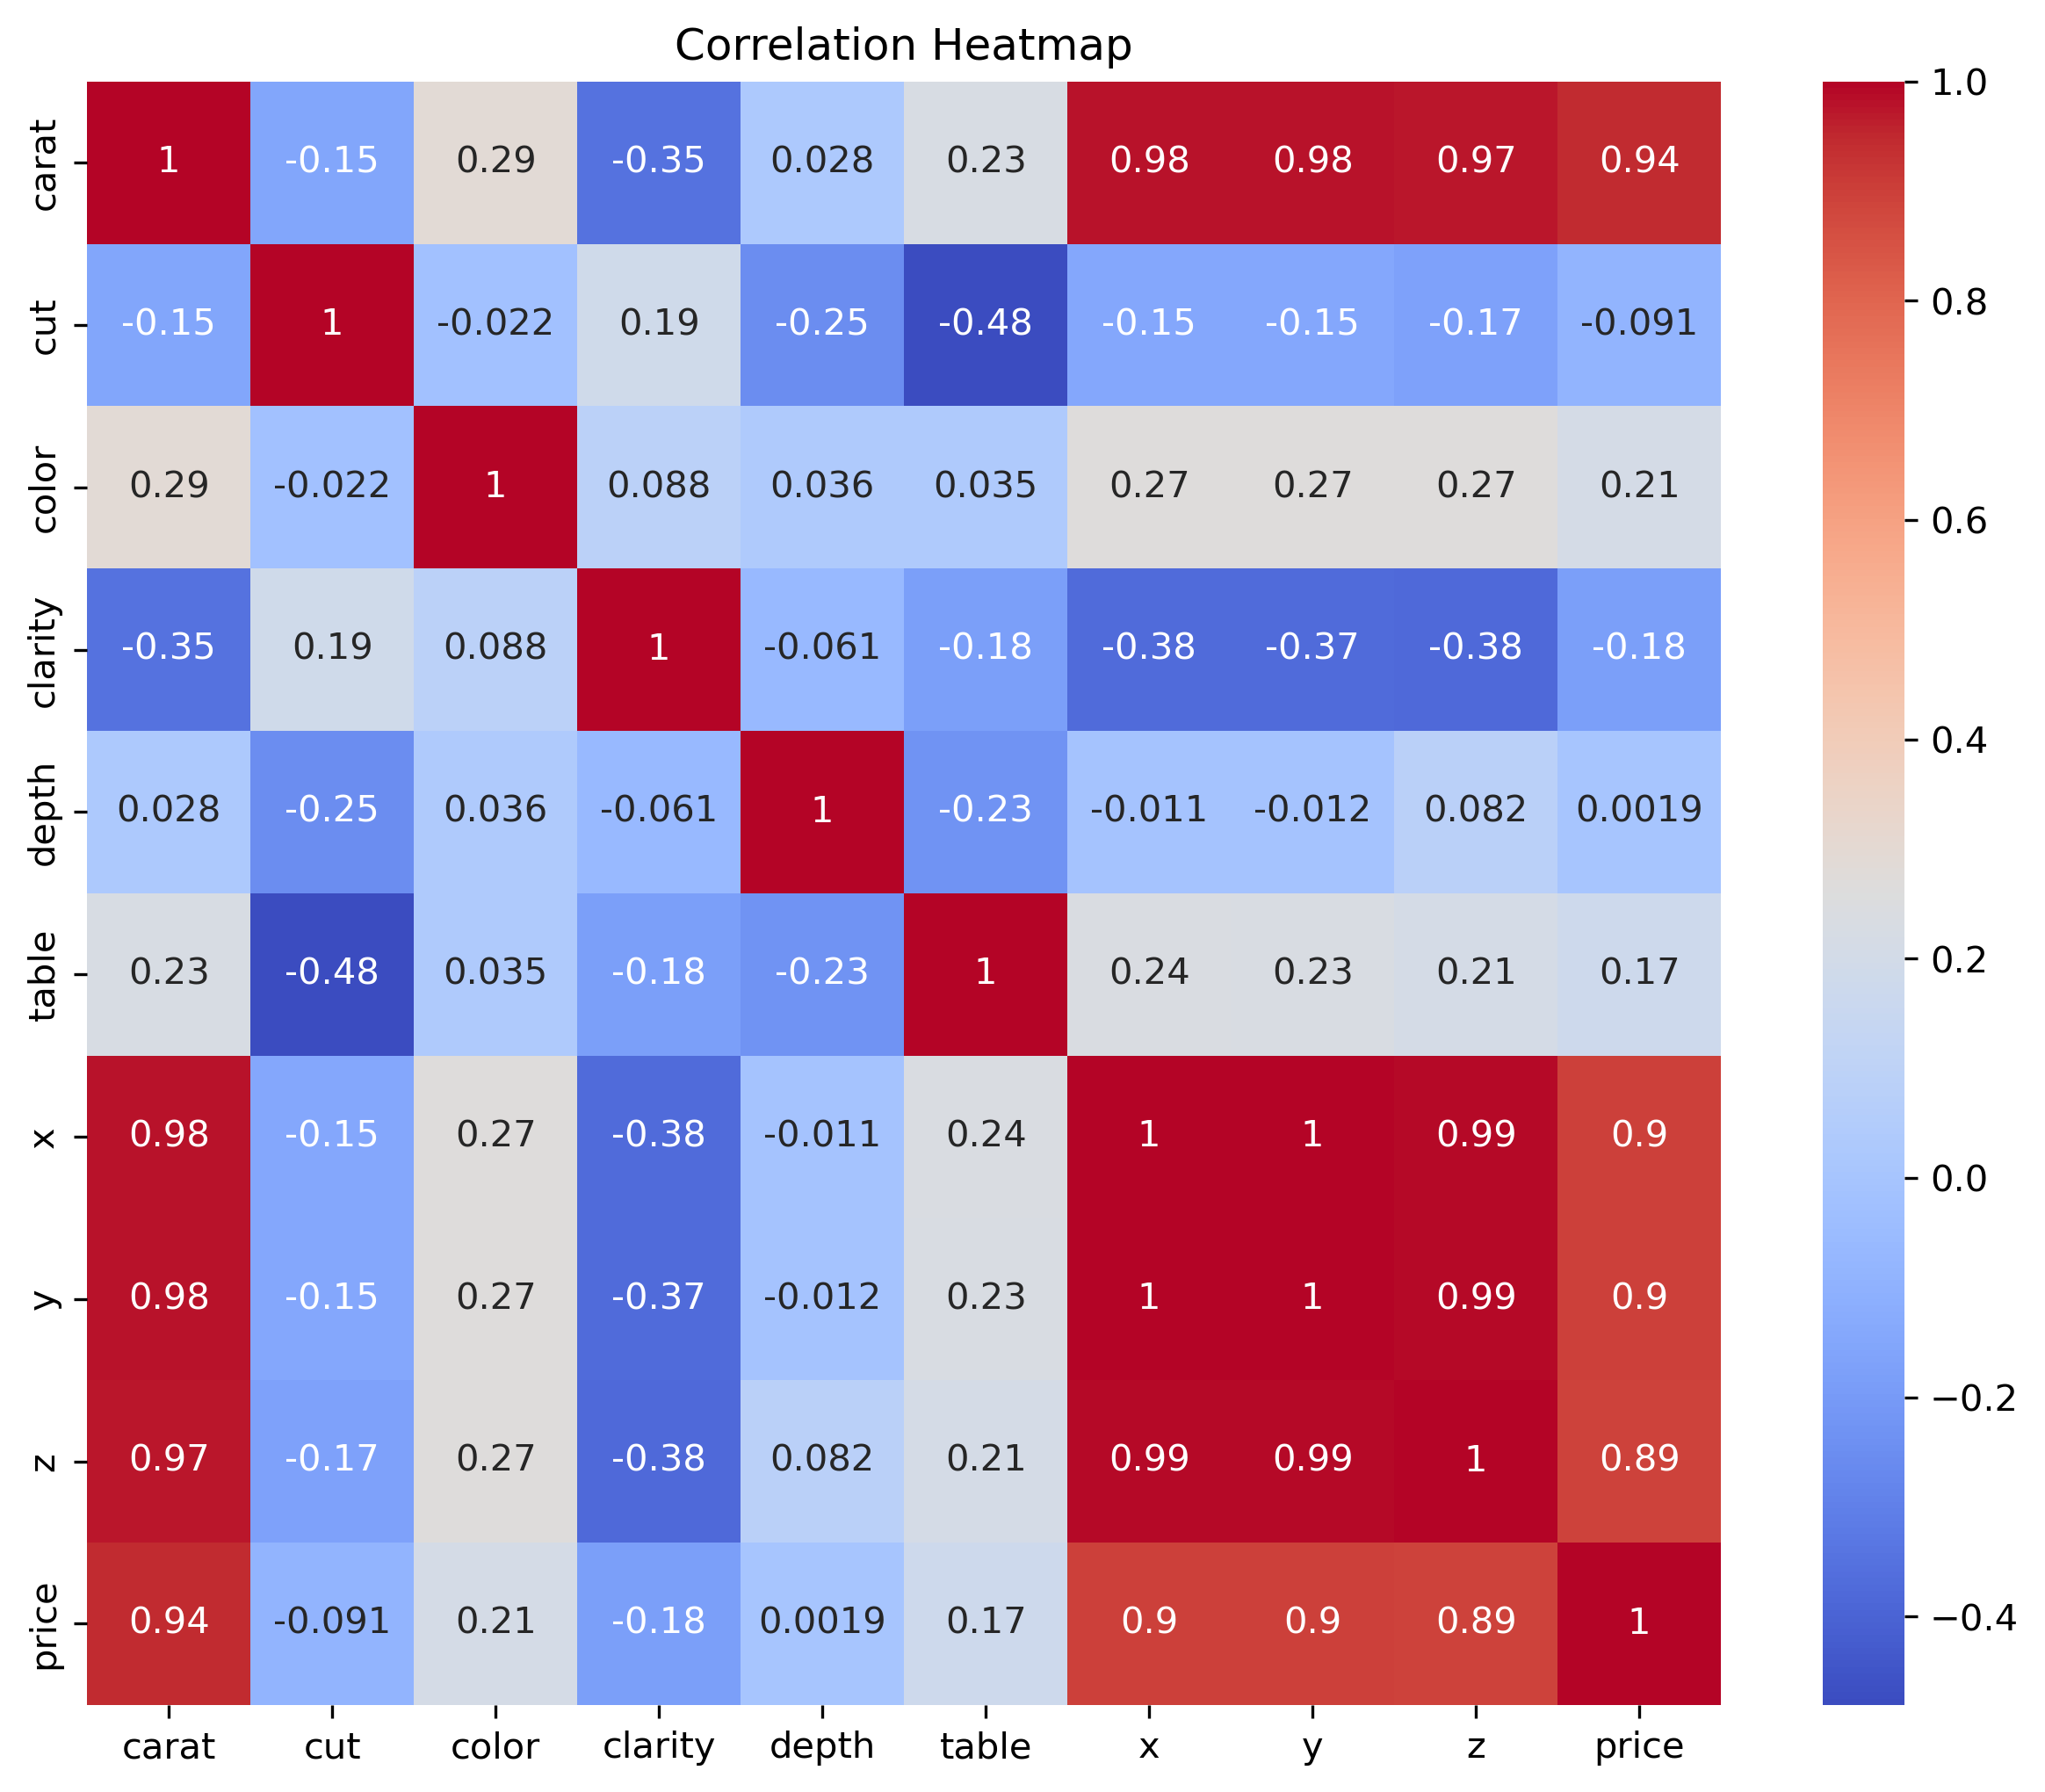 Correlation Heatmap
carat 1 -0.15 0.29 -0.35 0.028 0.23 0.98 0.98 0.97 0.94
cut -0.15 1 -0.022 0.19 -0.25 -0.48 -0.15 -0.15 -0.17 -0.091
color 0.29 -0.022 1 0.088 0.036 0.035 0.27 0.27 0.27 0.21
clarity -0.35 0.19 0.088 1 -0.061 -0.18 -0.38 -0.37 -0.38 -0.18
depth 0.028 -0.25 0.036 -0.061 1 -0.23 -0.011 -0.012 0.082 0.0019
table 0.23 -0.48 0.035 -0.18 -0.23 1 0.24 0.23 0.21 0.17
x 0.98 -0.15 0.27 -0.38 -0.011 0.24 1 1 0.99 0.9
y 0.98 -0.15 0.27 -0.37 -0.012 0.23 1 1 0.99 0.9
z 0.97 -0.17 0.27 -0.38 0.082 0.21 0.99 0.99 1 0.89
price 0.94 -0.091 0.21 -0.18 0.0019 0.17 0.9 0.9 0.89 1
carat cut color clarity depth table x y z price
1.0
0.8
0.6
0.4
0.2
0.0
−0.2
−0.4